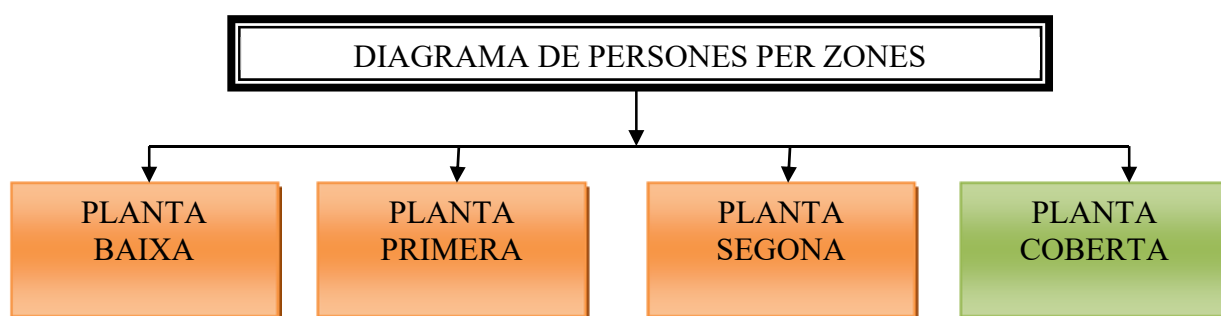 DIAGRAMA DE PERSONES PER ZONES
PLANTA
BAIXA
PLANTA
PRIMERA
PLANTA
SEGONA
PLANTA
COBERTA